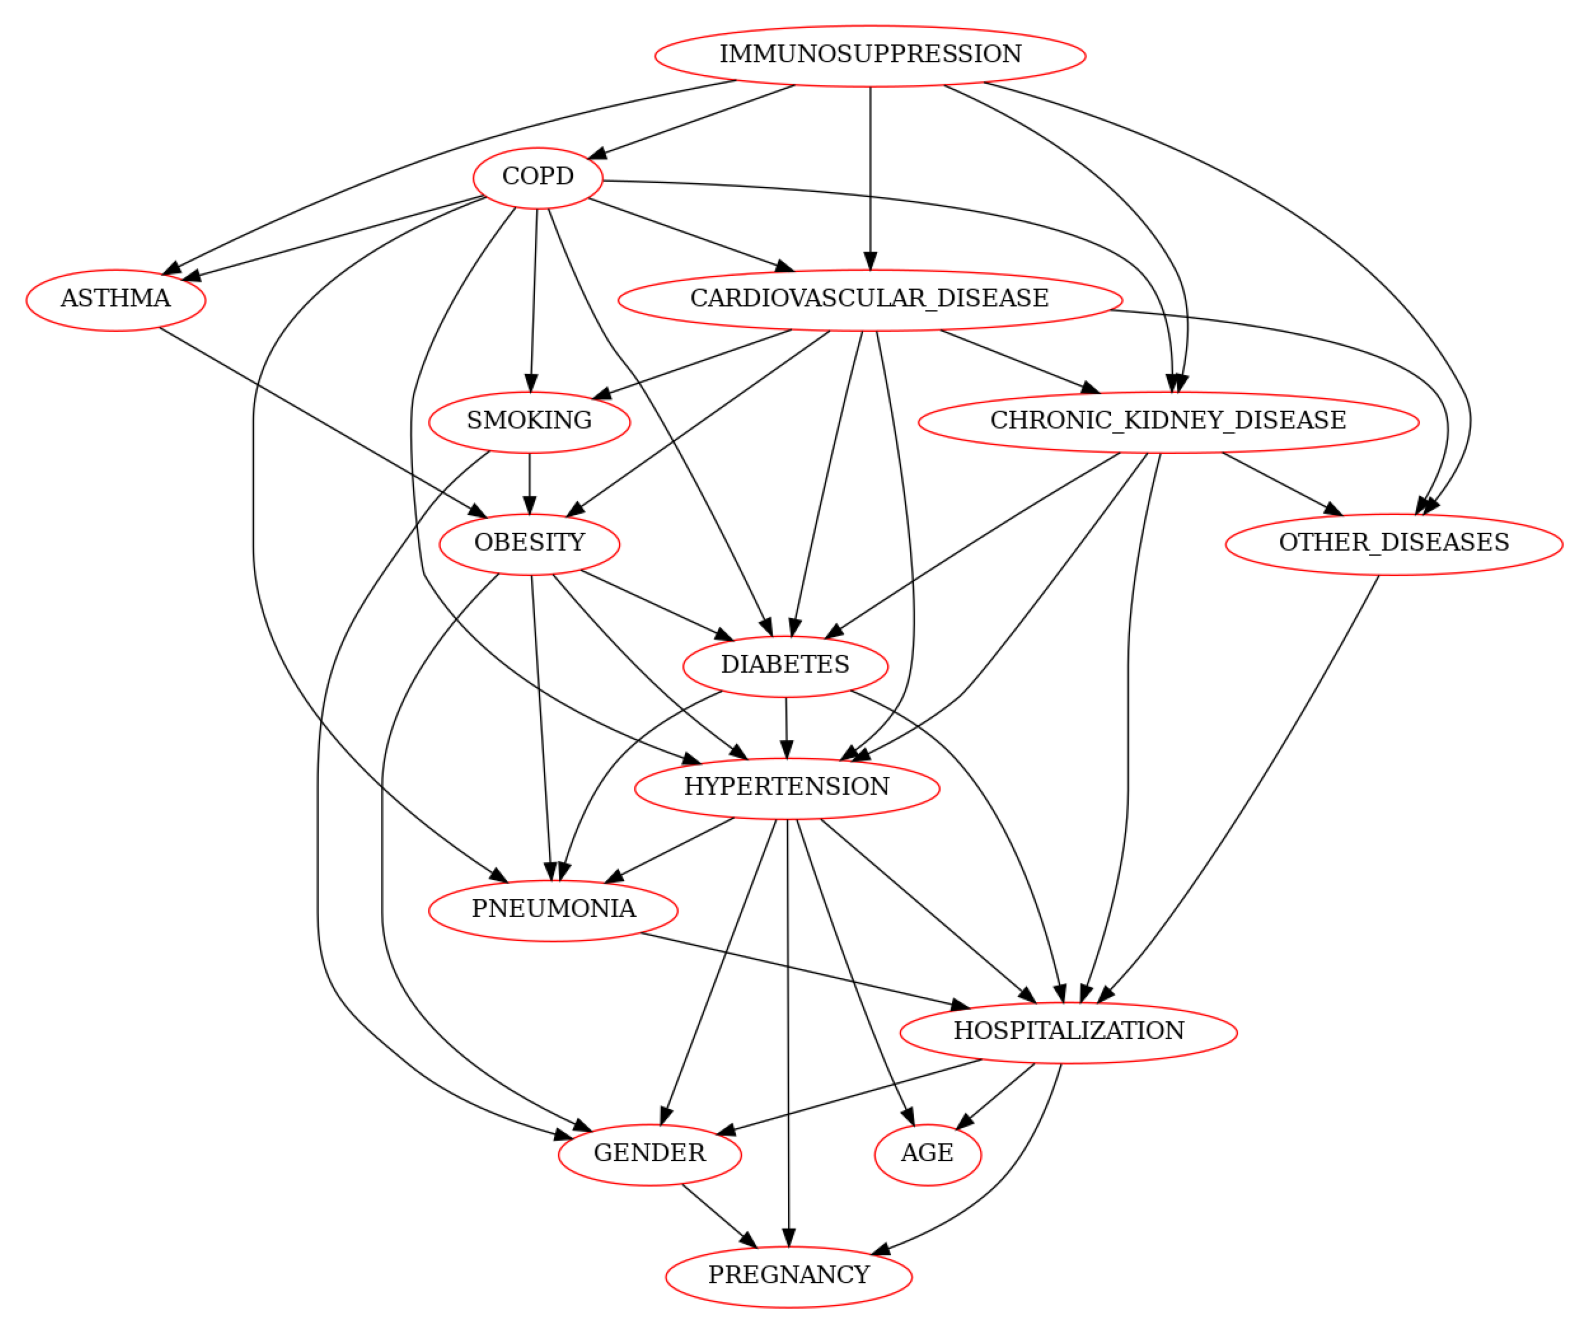 IMMUNOSUPPRESSION
COPD
ASTHMA
CARDIOVASCULAR_DISEASE
SMOKING
CHRONIC_KIDNEY_DISEASE
OBESITY
OTHER_DISEASES
DIABETES
HYPERTENSION
PNEUMONIA
HOSPITALIZATION
GENDER
AGE
PREGNANCY